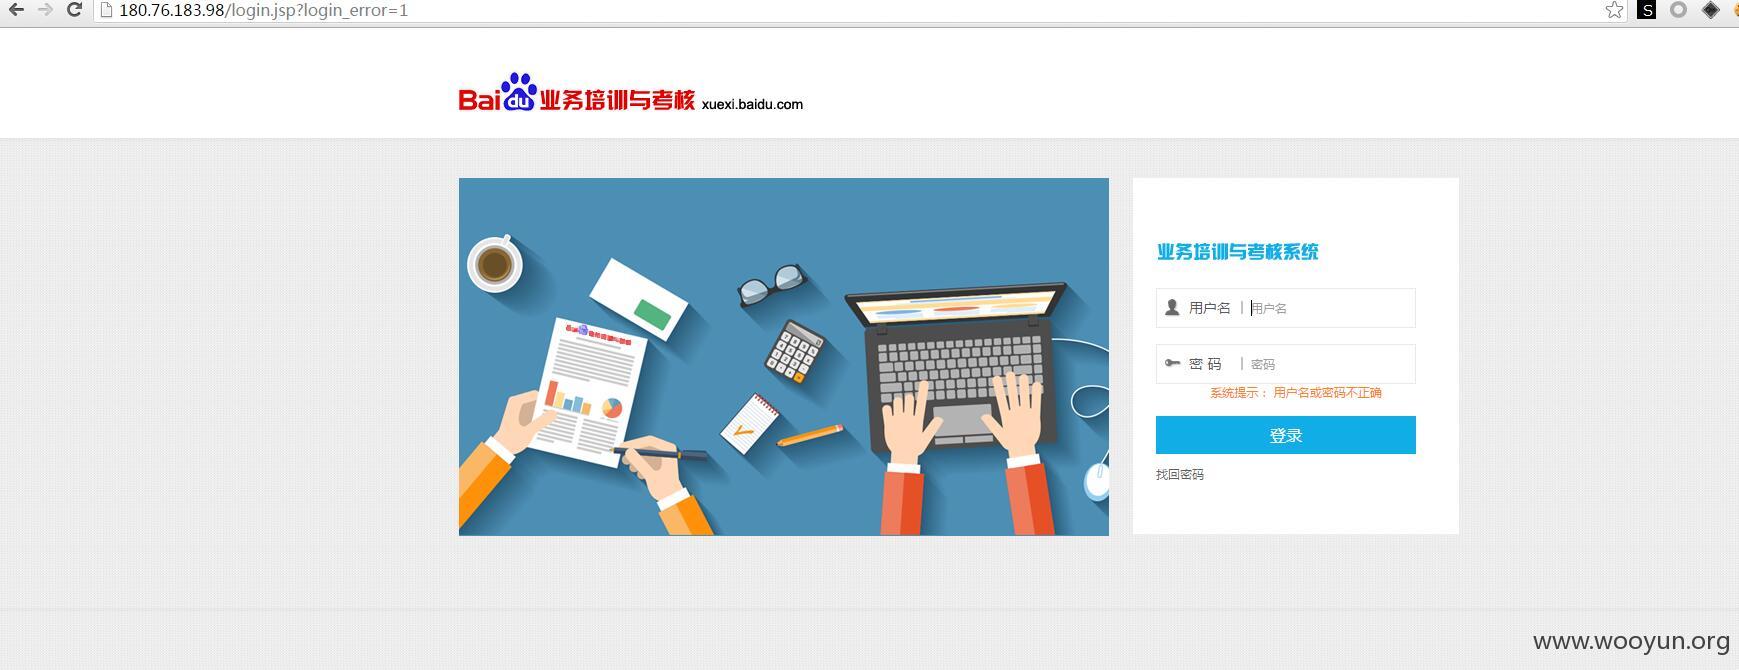 180.76.183.98/login.jsp?login_error=1
S
Baidu 业务培训与考核 xuexi.baidu.com
业务培训与考核系统
用户名 | 用户名
密 码 | 密码
系统提示： 用户名或密码不正确
登录
找回密码
www.wooyun.org